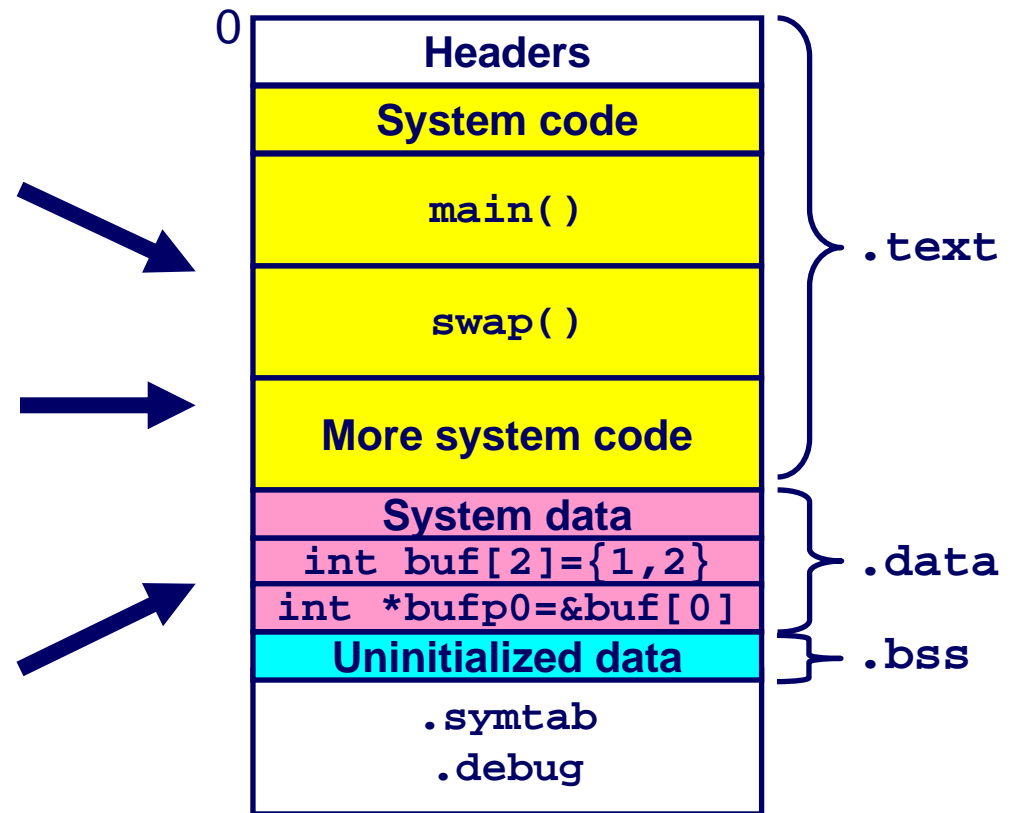 0
Headers
System code
main()
swap()
.text
More system code
System data
int buf[2]={1,2}
.data
int *bufp0=&buf[0]
Uninitialized data
.bss
.symtab
.debug